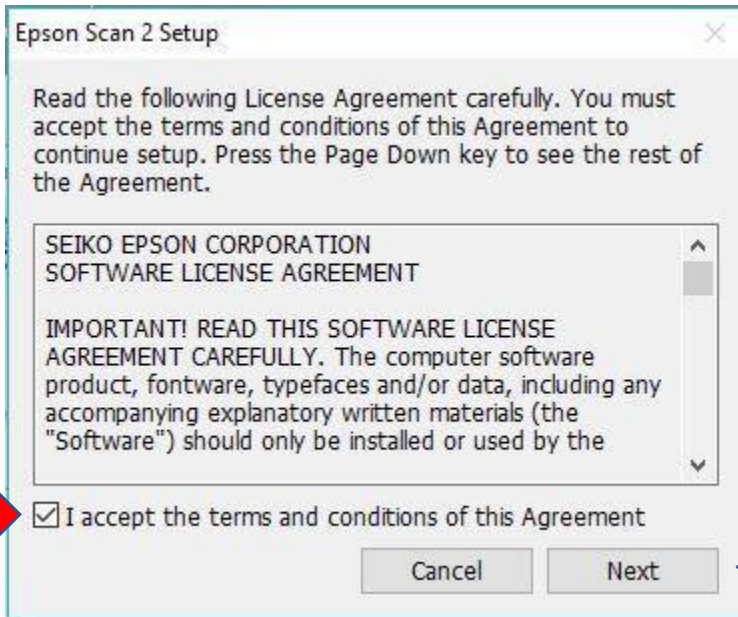 Epson Scan 2 Setup
Read the following License Agreement carefully. You must
accept the terms and conditions of this Agreement to
continue setup. Press the Page Down key to see the rest of
the Agreement.
SEIKO EPSON CORPORATION
SOFTWARE LICENSE AGREEMENT
IMPORTANT! READ THIS SOFTWARE LICENSE
AGREEMENT CAREFULLY. The computer software
product, fontware, typefaces and/or data, including any
accompanying explanatory written materials (the
"Software") should only be installed or used by the
I accept the terms and conditions of this Agreement
Cancel Next